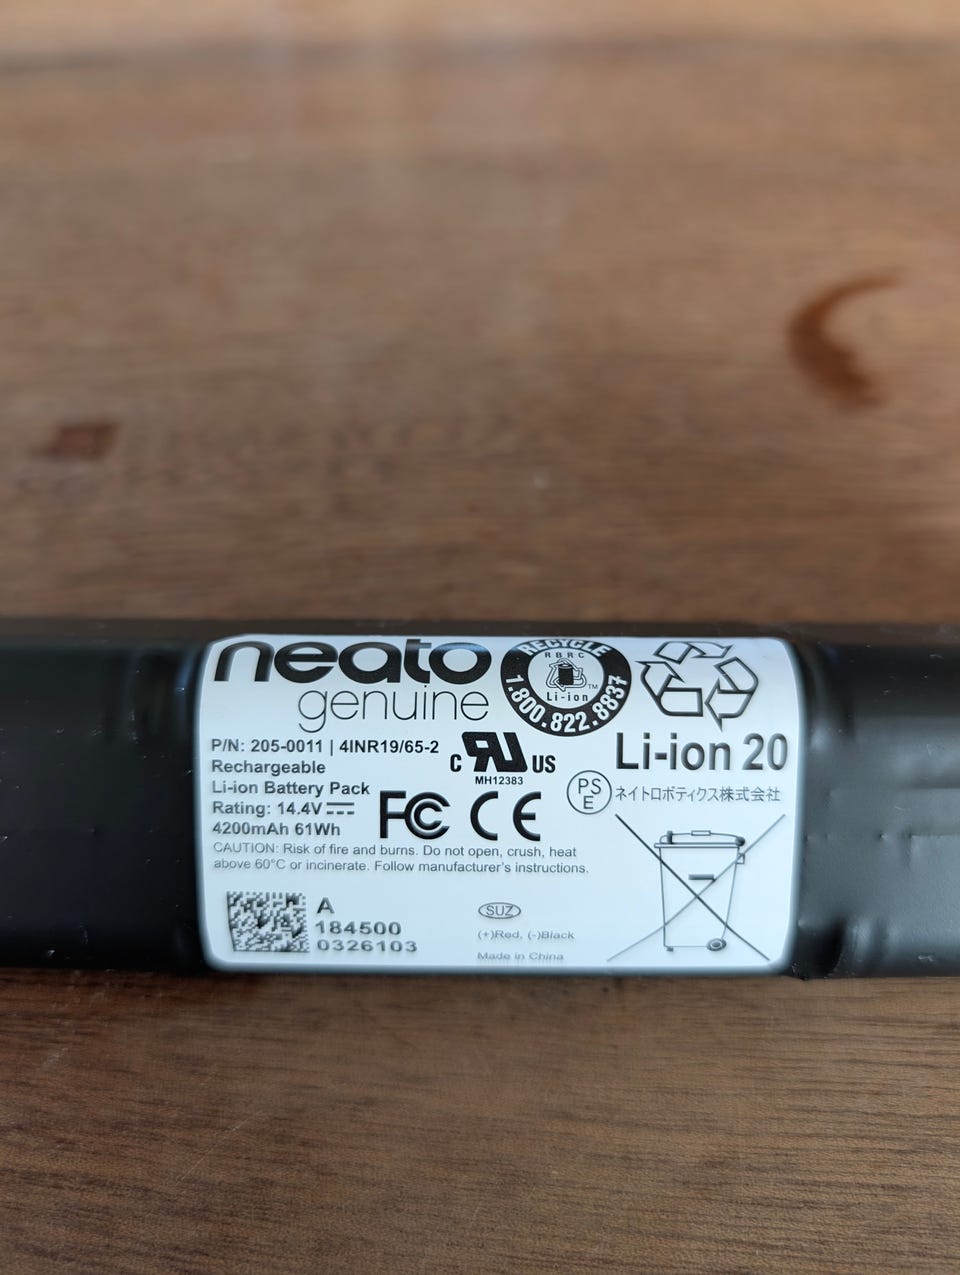 neato
genuine
RECYCLE
RBRC
Li-ion
TM
1.800.822.8837
P/N: 205-0011 | 4INR19/65-2
Rechargeable
Li-ion Battery Pack
Rating: 14.4V
4200mAh 61Wh
C RU US
MH12383
FC CE
Li-ion 20
PS
E
ネイトロボティクス株式会社
CAUTION: Risk of fire and burns. Do not open, crush, heat
above 60°C or incinerate. Follow manufacturer's instructions.
A
184500
0326103
SUZ
(+)Red, (-)Black
Made in China